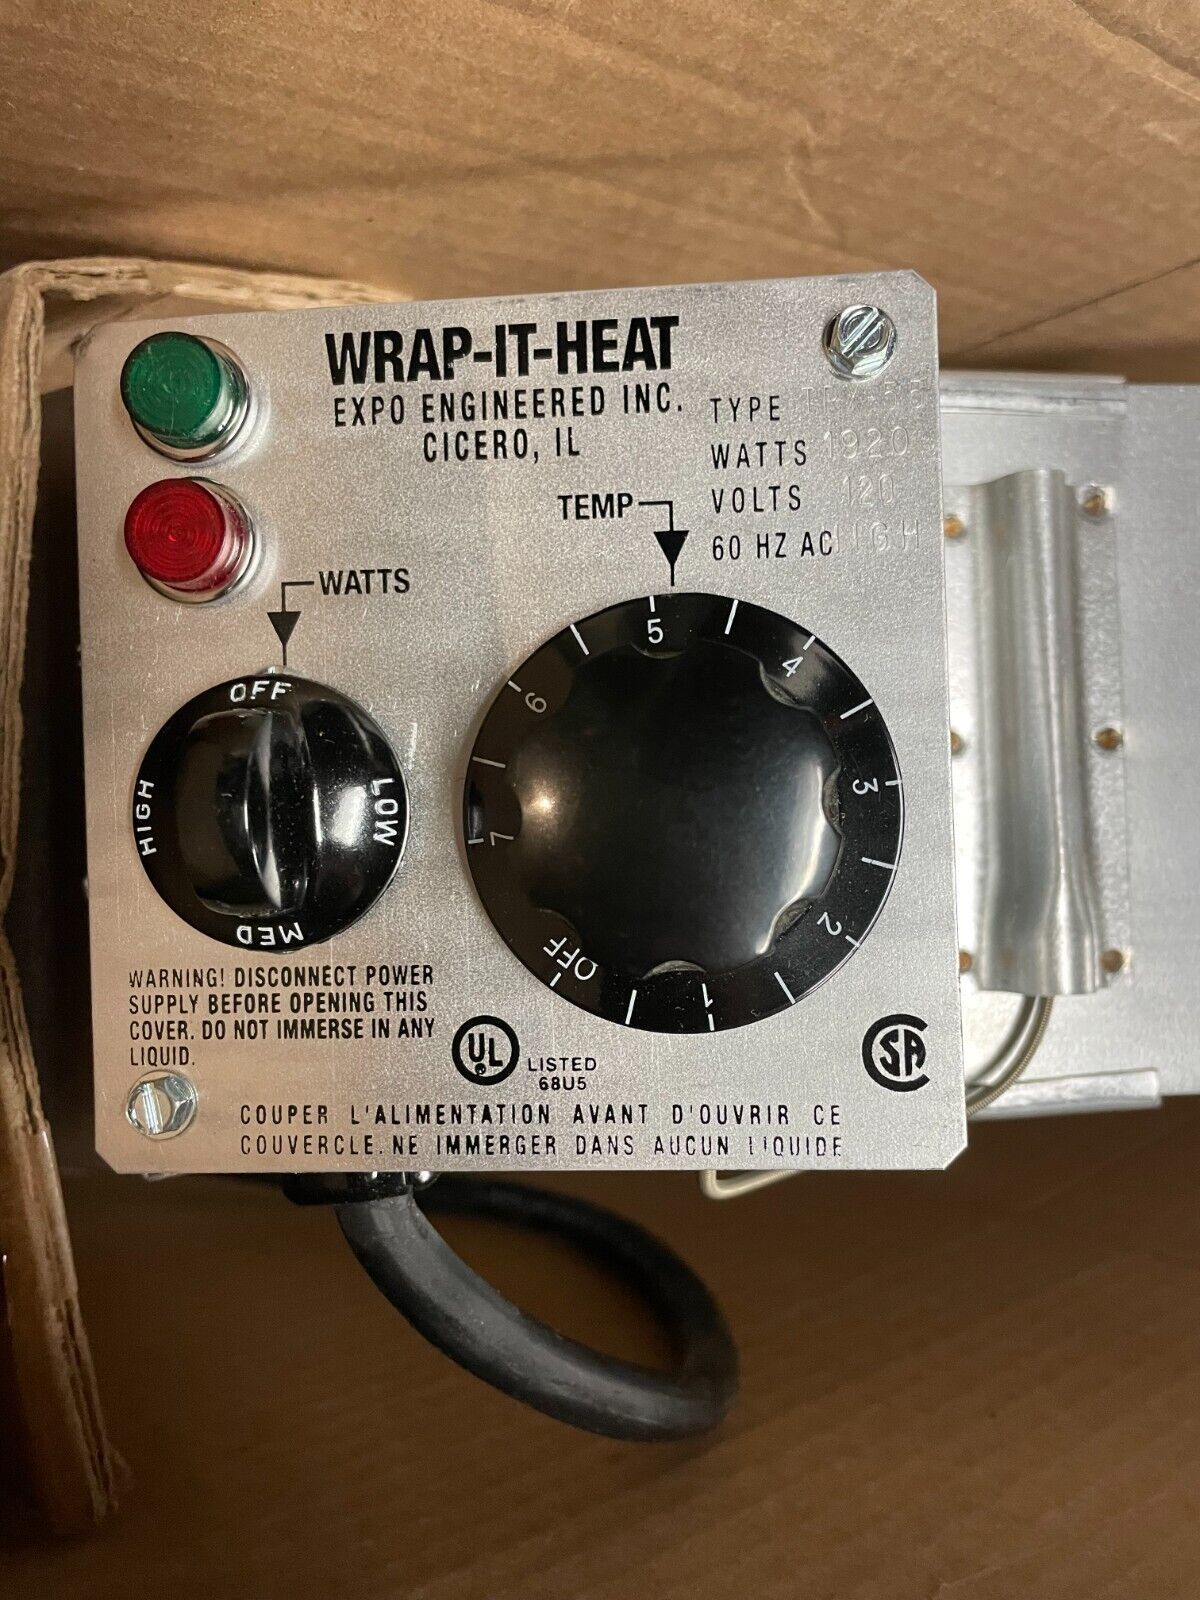 WRAP-IT-HEAT
EXPO ENGINEERED INC.
CICERO, IL
TYPE
WATTS 1920
VOLTS 120
60 HZ AC HIGH
TEMP
WATTS
OFF
LOW
MED
HIGH
5
4
3
2
1
OFF
7
6
WARNING! DISCONNECT POWER
SUPPLY BEFORE OPENING THIS
COVER. DO NOT IMMERSE IN ANY
LIQUID.
UL
LISTED
68U5
SA
COUPER L'ALIMENTATION AVANT D'OUVRIR CE
COUVERCLE. NE IMMERGER DANS AUCUN LIQUIDE